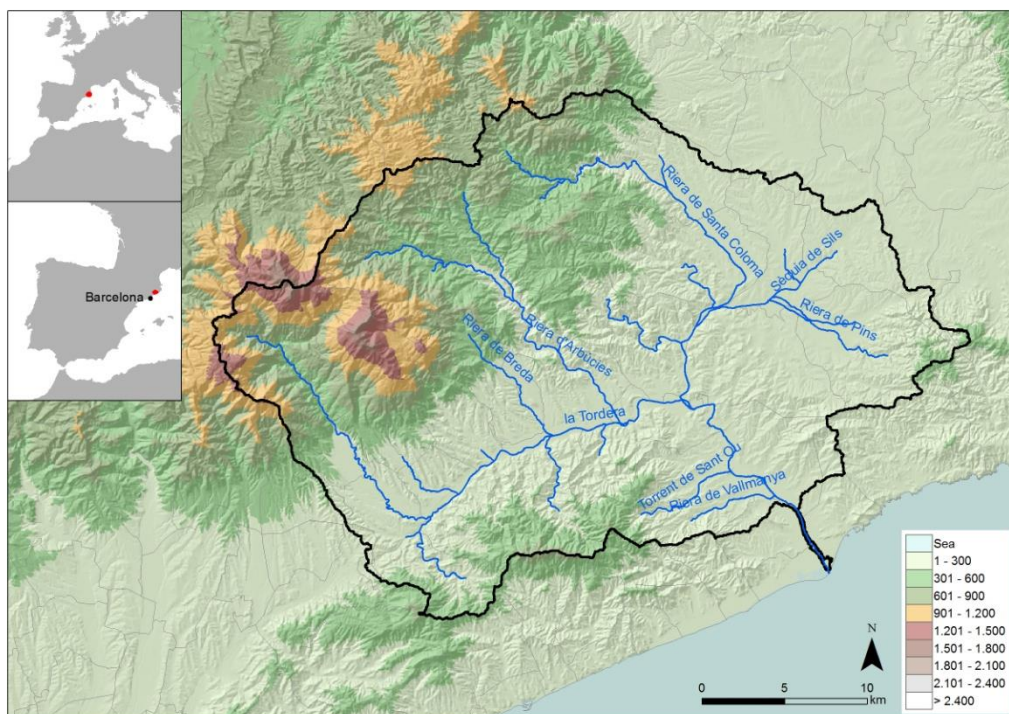 Barcelona
Riera de Santa Coloma
Sèquia de Sils
Riera de Pins
Riera d'Arbúcies
Riera de Breda
la Tordera
Torrent de Sant Ou
Riera de Vallmanya
Sea
1 - 300
301 - 600
601 - 900
901 - 1.200
1.201 - 1.500
1.501 - 1.800
1.801 - 2.100
2.101 - 2.400
> 2.400
N
0 5 10
km